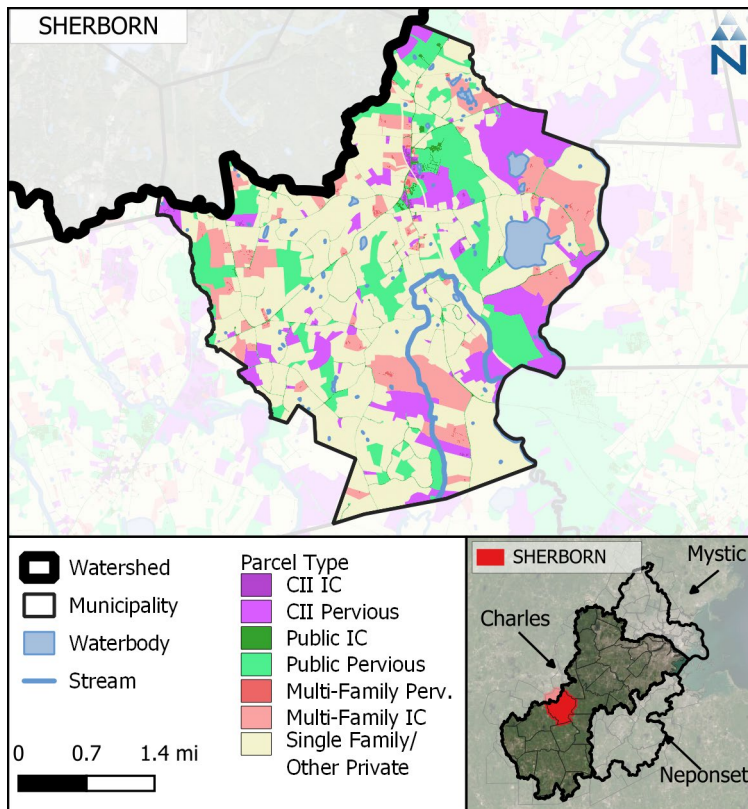 SHERBORN
N
Watershed
Municipality
Waterbody
Stream
0 0.7 1.4 mi
Parcel Type
CII IC
CII Pervious
Public IC
Public Pervious
Multi-Family Perv.
Multi-Family IC
Single Family/
Other Private
SHERBORN
Mystic
Charles
Neponset